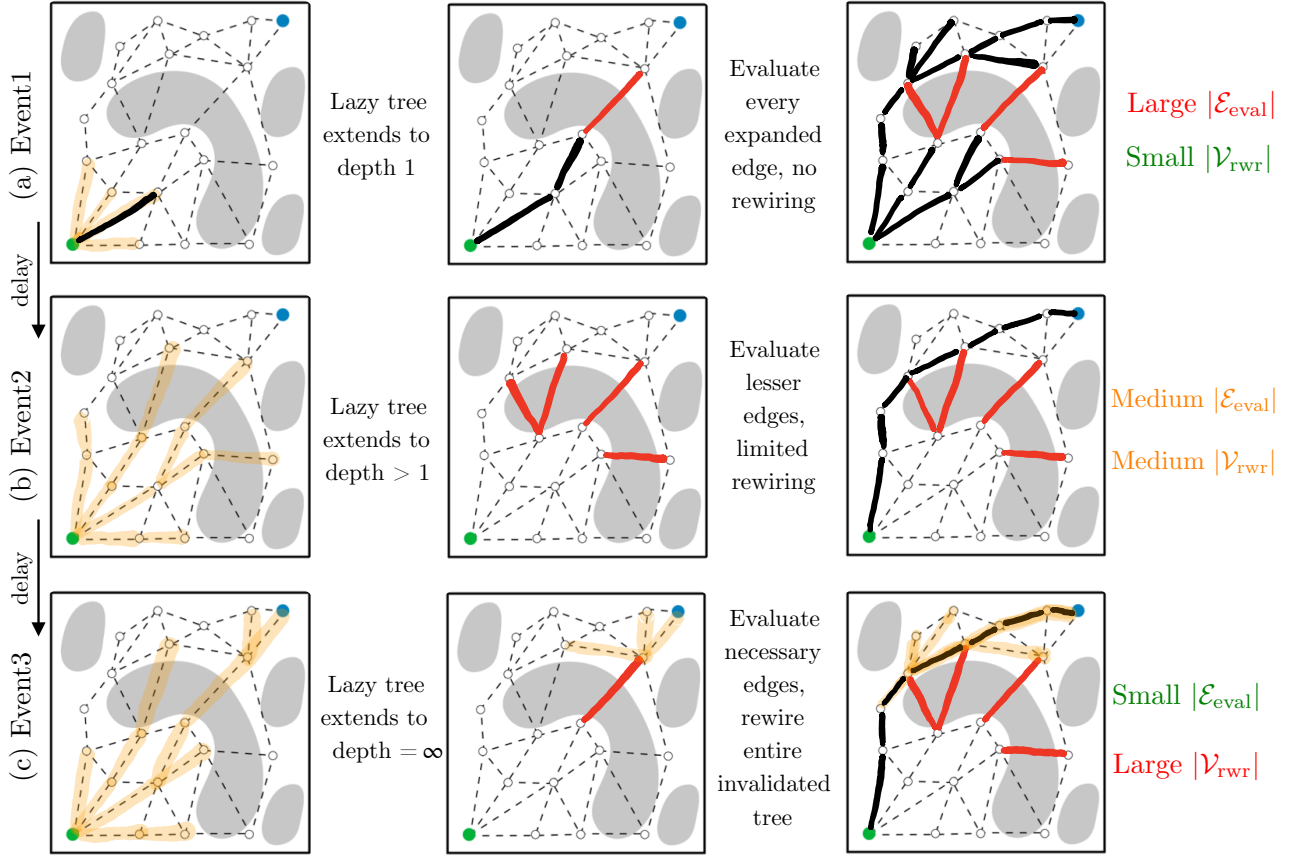 (a) Event1
Lazy tree
extends to
depth 1
Evaluate
every
expanded
edge, no
rewiring
Large |ℰ_eval|
Small |𝒱_rwr|
delay
(b) Event2
Lazy tree
extends to
depth > 1
Evaluate
lesser
edges,
limited
rewiring
Medium |ℰ_eval|
Medium |𝒱_rwr|
delay
(c) Event3
Lazy tree
extends to
depth = ∞
Evaluate
necessary
edges,
rewire
entire
invalidated
tree
Small |ℰ_eval|
Large |𝒱_rwr|